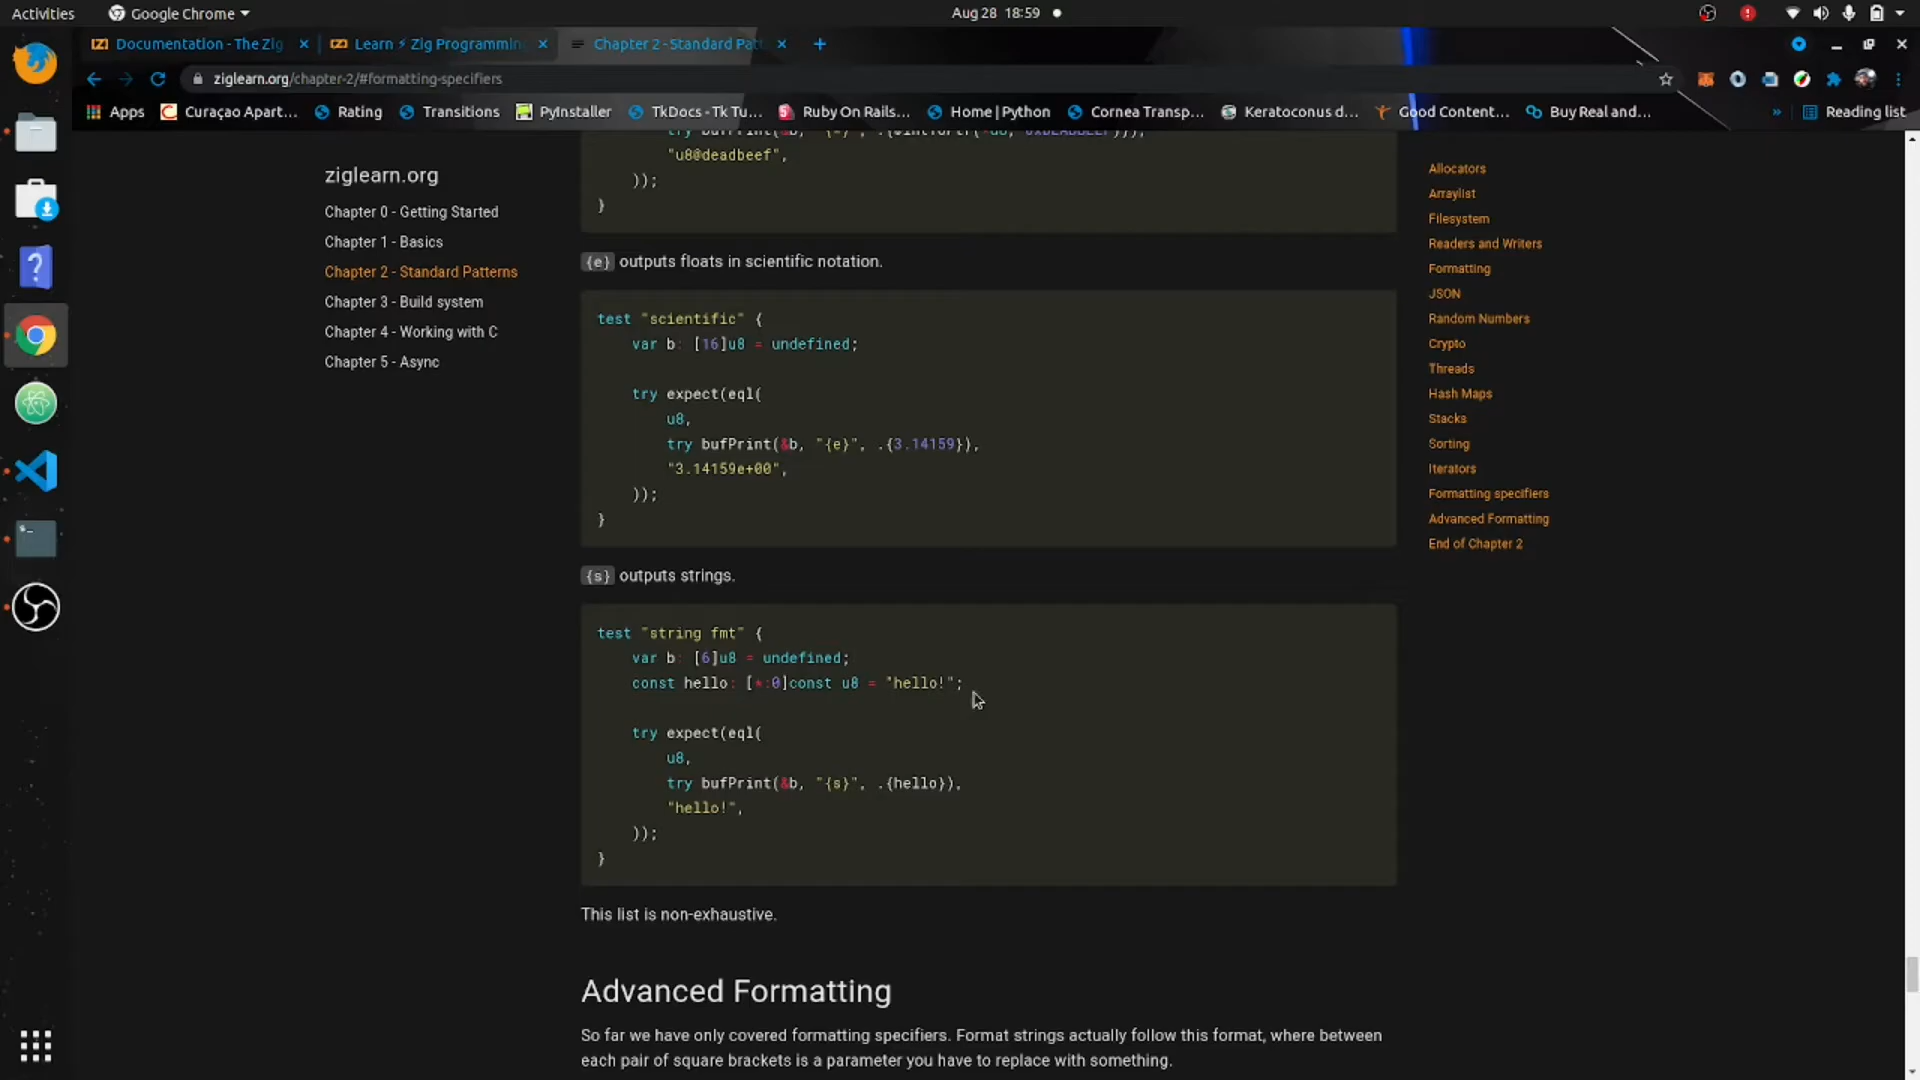 Activities
Google Chrome
Aug 28 18:59
Documentation - The Zig
Learn ⚡ Zig Programmin
Chapter 2 - Standard Pat
ziglearn.org/chapter-2/#formatting-specifiers
Apps
Curaçao Apart...
Rating
Transitions
PyInstaller
TkDocs - Tk Tu...
Ruby On Rails...
Home | Python
Cornea Transp...
Keratoconus d...
Good Content...
Buy Real and...
»
Reading list
ziglearn.org
Chapter 0 - Getting Started
Chapter 1 - Basics
Chapter 2 - Standard Patterns
Chapter 3 - Build system
Chapter 4 - Working with C
Chapter 5 - Async
"u8@deadbeef",
));
}
{e} outputs floats in scientific notation.
test "scientific" {
var b: [16]u8 = undefined;
try expect(eql(
u8,
try bufPrint(&b, "{e}", .{3.14159}),
"3.14159e+00",
));
}
{s} outputs strings.
test "string fmt" {
var b: [6]u8 = undefined;
const hello: [*:0]const u8 = "hello!";
try expect(eql(
u8,
try bufPrint(&b, "{s}", .{hello}),
"hello!",
));
}
This list is non-exhaustive.
Advanced Formatting
So far we have only covered formatting specifiers. Format strings actually follow this format, where between
each pair of square brackets is a parameter you have to replace with something.
Allocators
Arraylist
Filesystem
Readers and Writers
Formatting
JSON
Random Numbers
Crypto
Threads
Hash Maps
Stacks
Sorting
Iterators
Formatting specifiers
Advanced Formatting
End of Chapter 2